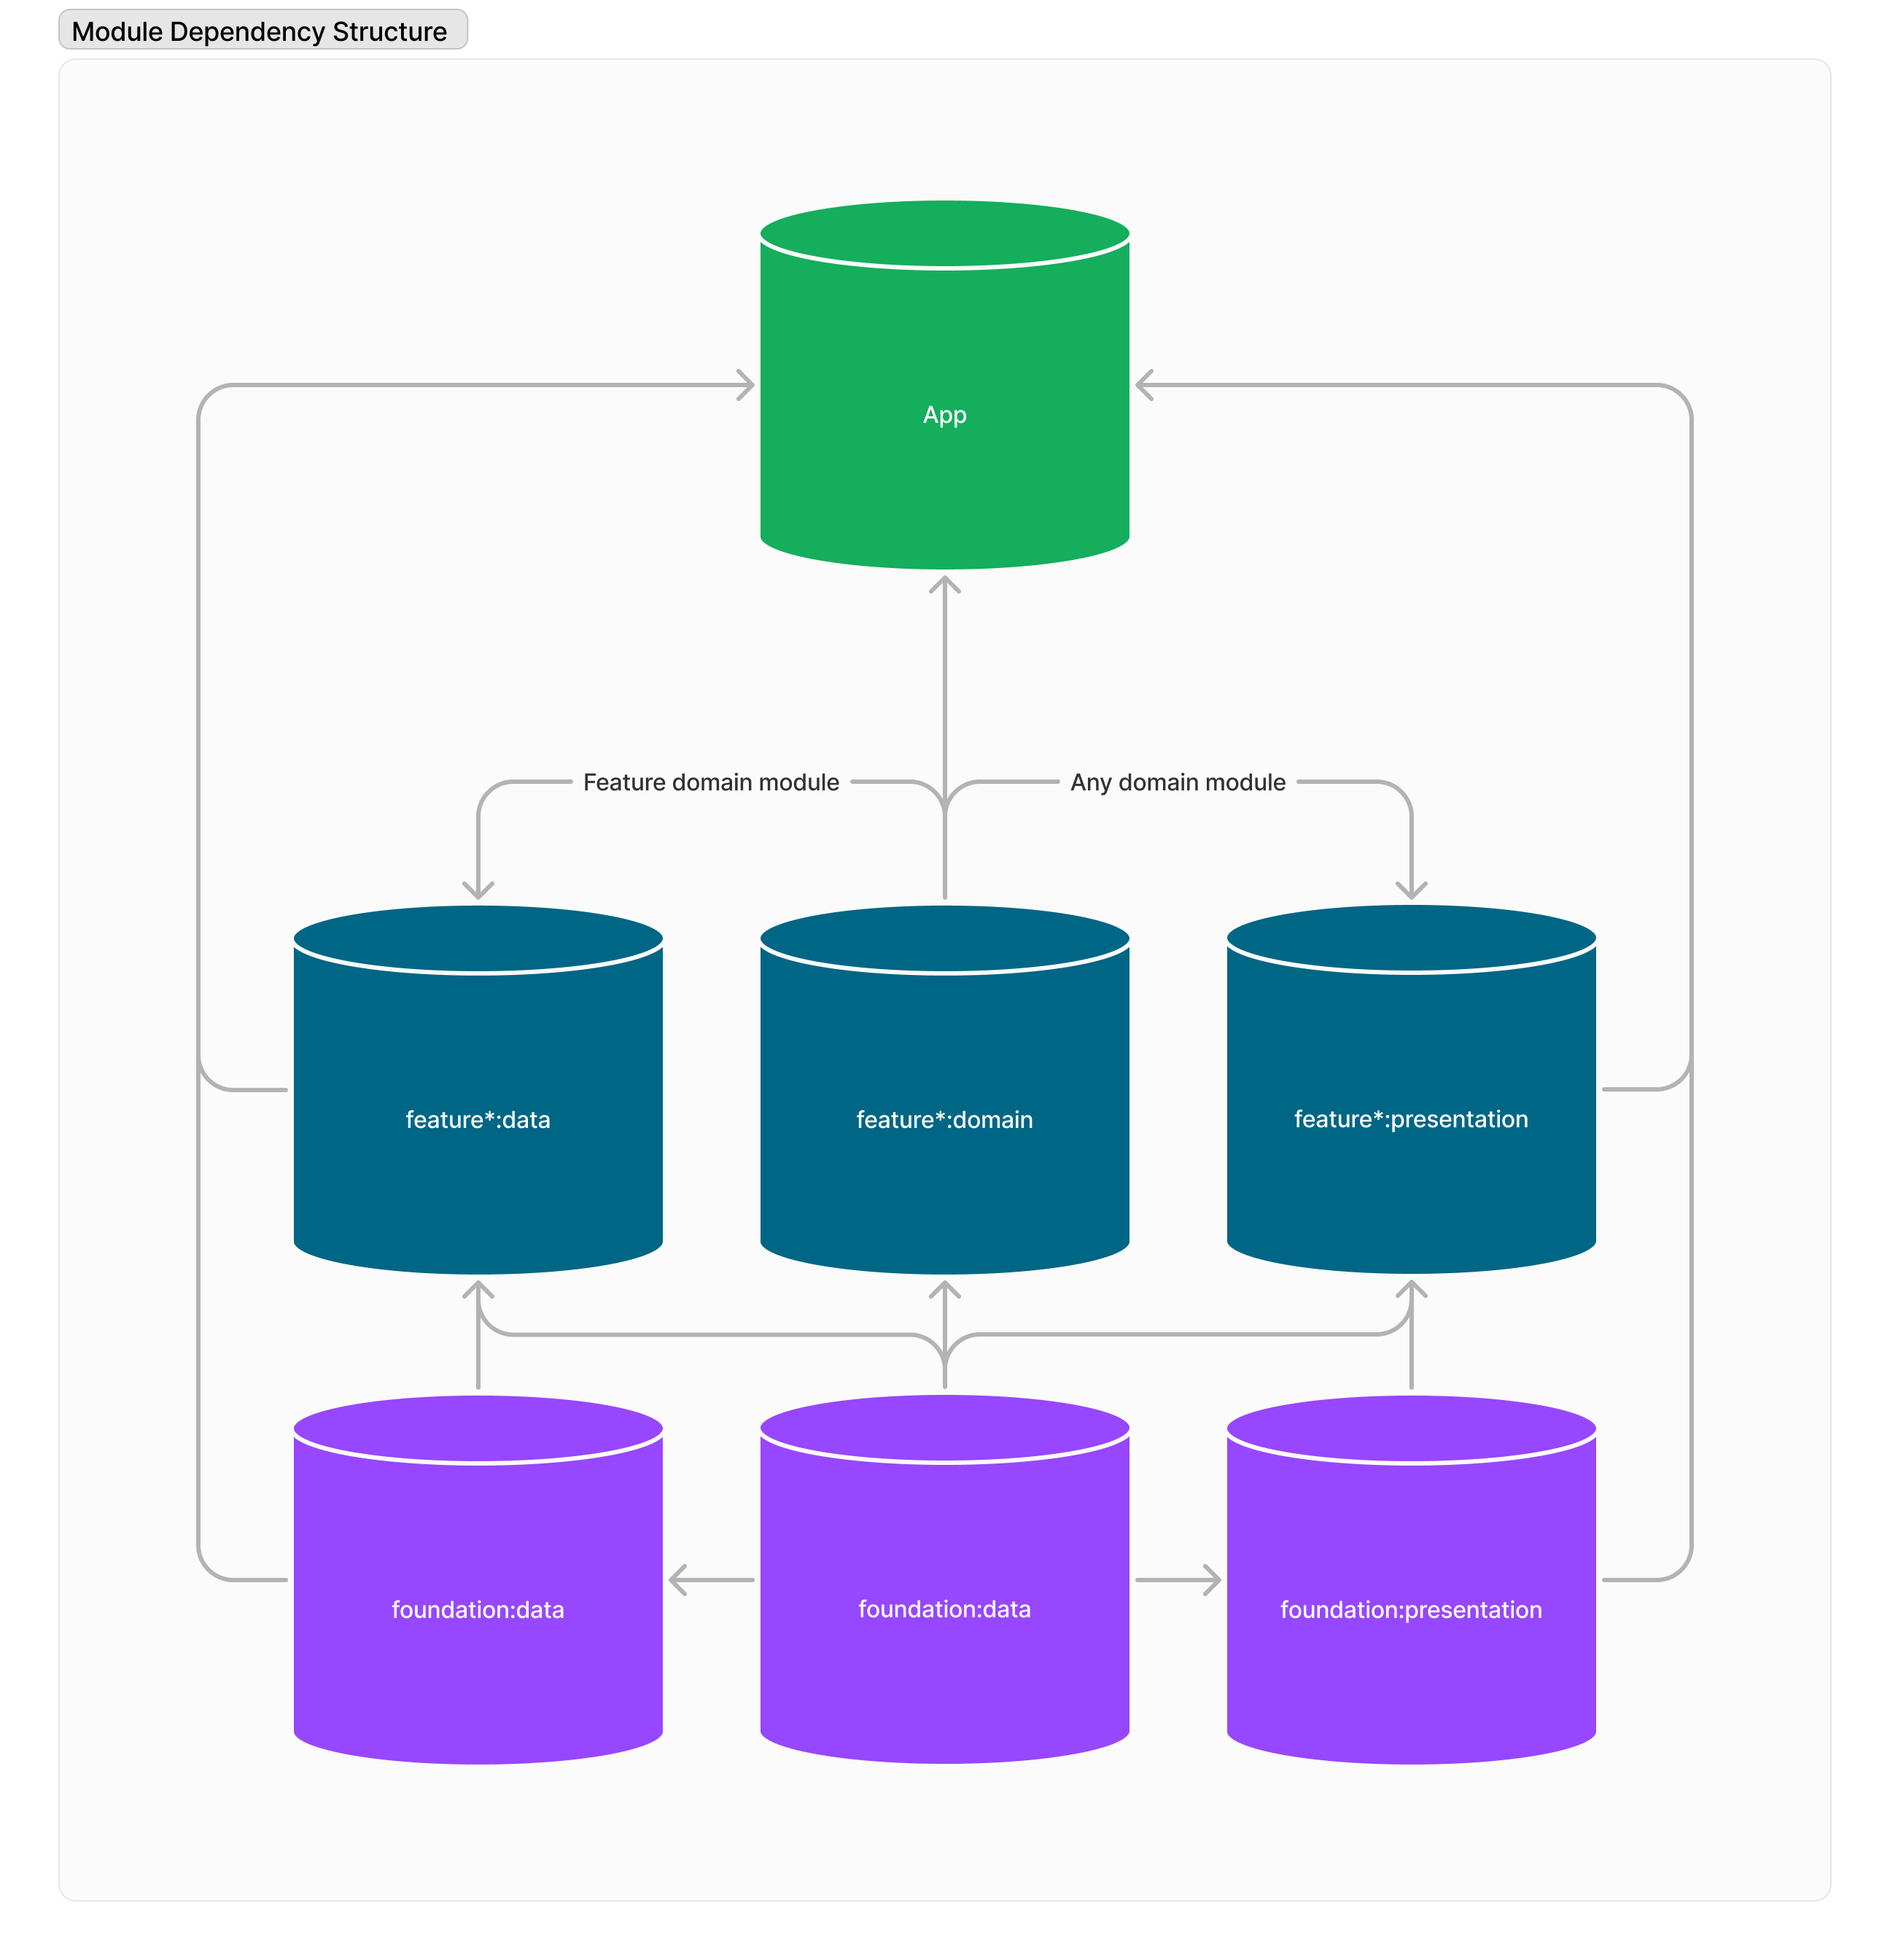 Module Dependency Structure
App
Feature domain module
Any domain module
feature*:data
feature*:domain
feature*:presentation
foundation:data
foundation:data
foundation:presentation